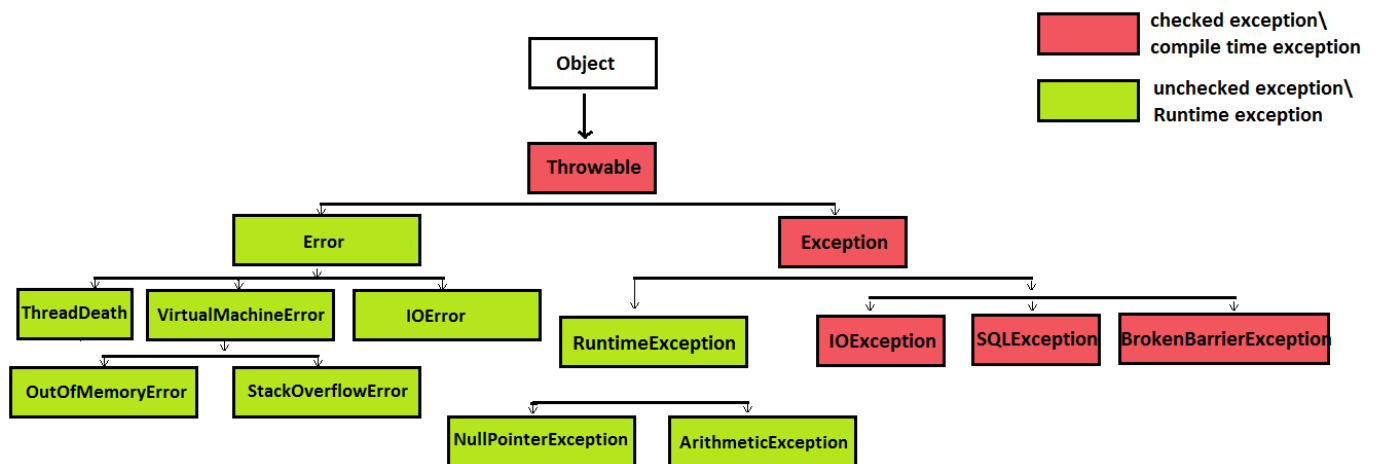 checked exception\
compile time exception
Object
unchecked exception\
Runtime exception
Throwable
Error
Exception
ThreadDeath
VirtualMachineError
IOError
RuntimeException
IOException
SQLException
BrokenBarrierException
OutOfMemoryError
StackOverflowError
NullPointerException
ArithmeticException